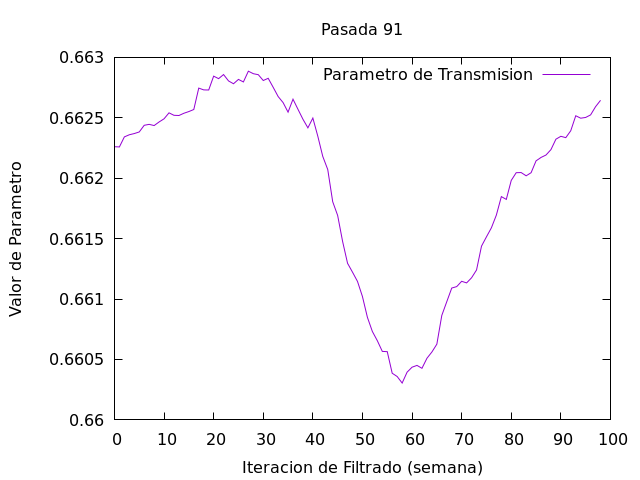 Pasada 91
Parametro de Transmision
Valor de Parametro
0.663
0.6625
0.662
0.6615
0.661
0.6605
0.66
0 10 20 30 40 50 60 70 80 90 100
Iteracion de Filtrado (semana)